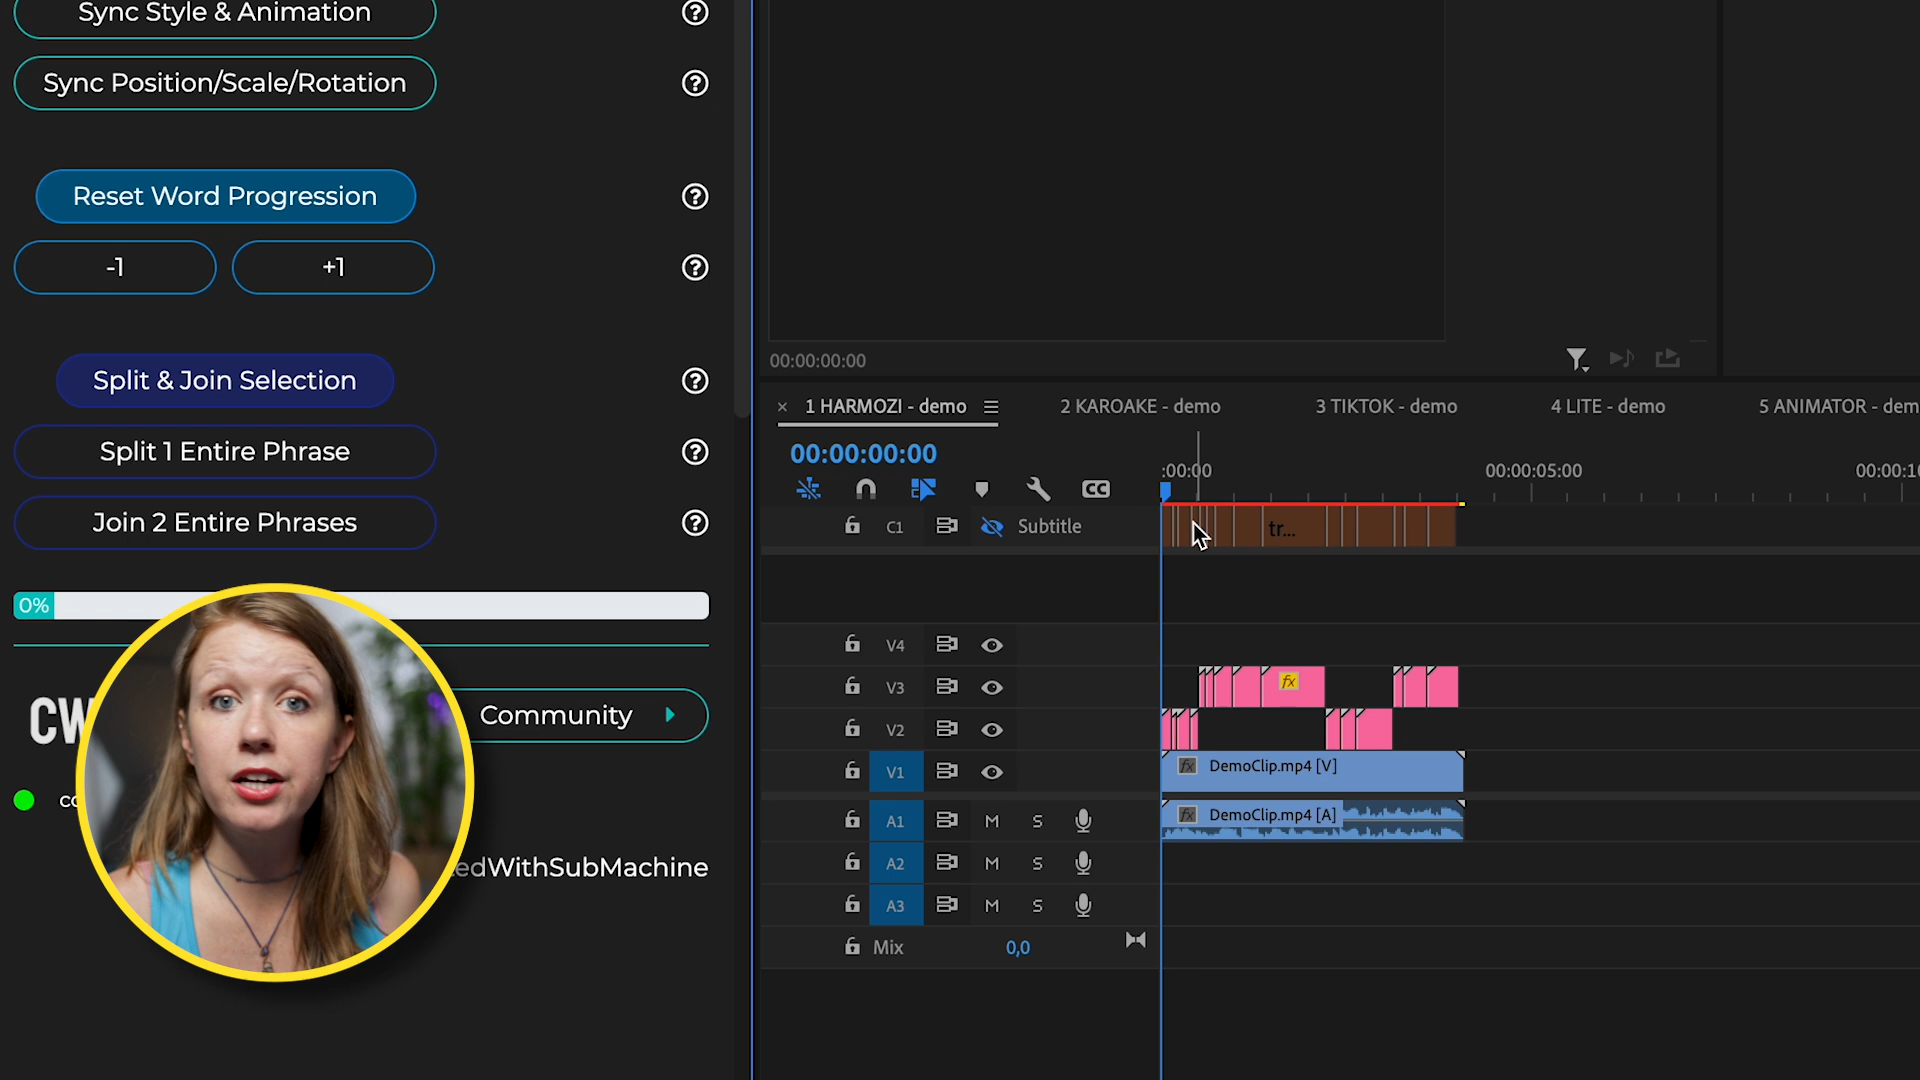 Sync Style & Animation
Sync Position/Scale/Rotation
Reset Word Progression
-1 +1
Split & Join Selection
Split 1 Entire Phrase
Join 2 Entire Phrases
0%
CW
Community
edWithSubMachine
00:00:00:00
× 1 HARMOZI - demo 2 KAROAKE - demo 3 TIKTOK - demo 4 LITE - demo 5 ANIMATOR - dem
00:00:00:00
:00:00 00:00:05:00 00:00:10
CC
C1 Subtitle tr...
V4
V3 fx
V2
V1 fx DemoClip.mp4 [V]
A1 M S fx DemoClip.mp4 [A]
A2 M S
A3 M S
Mix 0,0